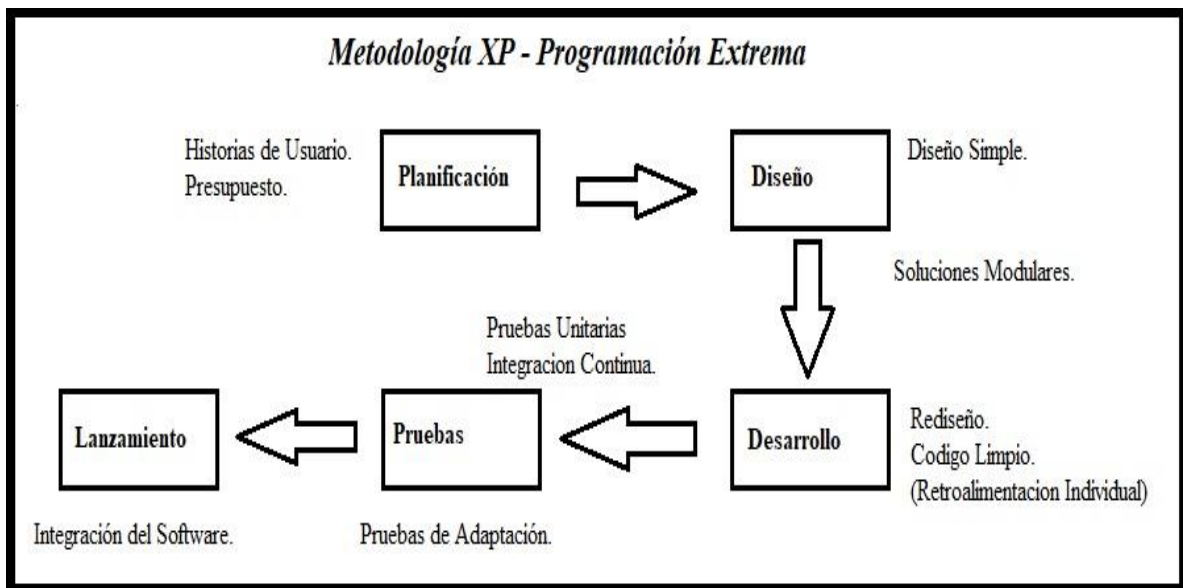 Metodología XP - Programación Extrema
Historias de Usuario.
Presupuesto.
Planificación
Diseño
Diseño Simple.
Soluciones Modulares.
Pruebas Unitarias
Integracion Continua.
Lanzamiento
Pruebas
Desarrollo
Rediseño.
Codigo Limpio.
(Retroalimentacion Individual)
Integración del Software.
Pruebas de Adaptación.